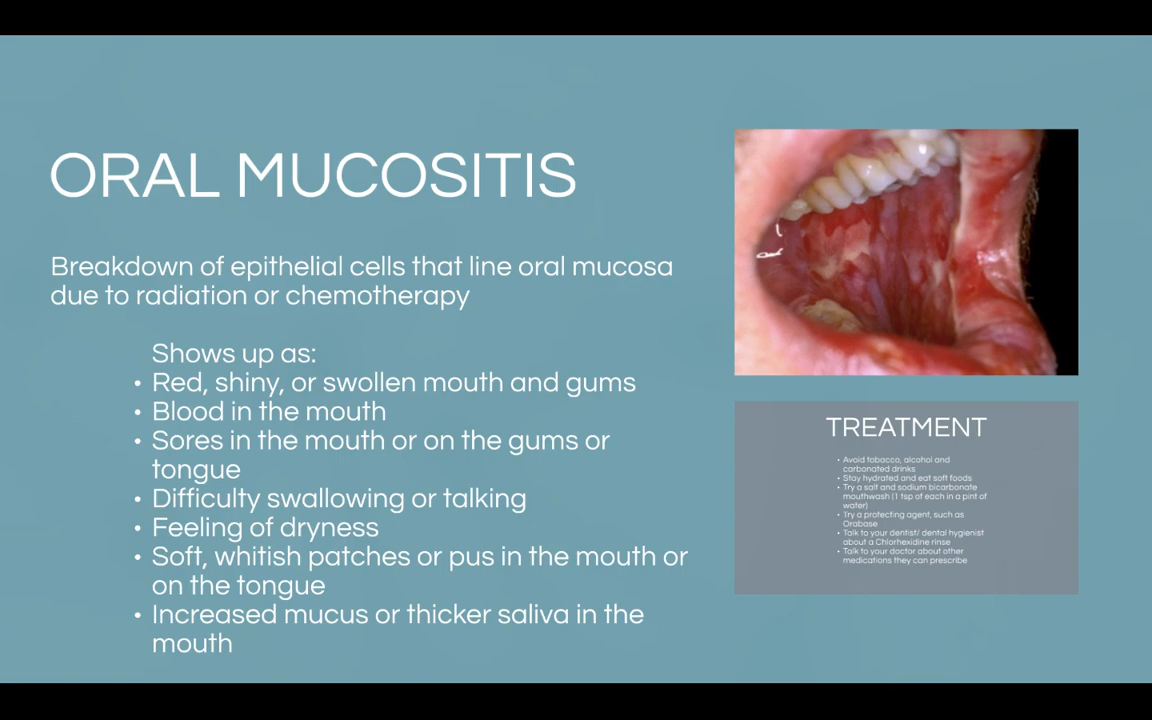 ORAL MUCOSITIS
Breakdown of epithelial cells that line oral mucosa
due to radiation or chemotherapy
Shows up as:
• Red, shiny, or swollen mouth and gums
• Blood in the mouth
• Sores in the mouth or on the gums or
tongue
• Difficulty swallowing or talking
• Feeling of dryness
• Soft, whitish patches or pus in the mouth or
on the tongue
• Increased mucus or thicker saliva in the
mouth
TREATMENT
• Avoid tobacco, alcohol and
carbonated drinks
• Stay hydrated and eat soft foods
• Try a salt and sodium bicarbonate
mouthwash (1 tsp of each in a pint of
water)
• Try a protecting agent, such as
Orabase
• Talk to your dentist/ dental hygienist
about a Chlorhexidine rinse
• Talk to your doctor about other
medications they can prescribe